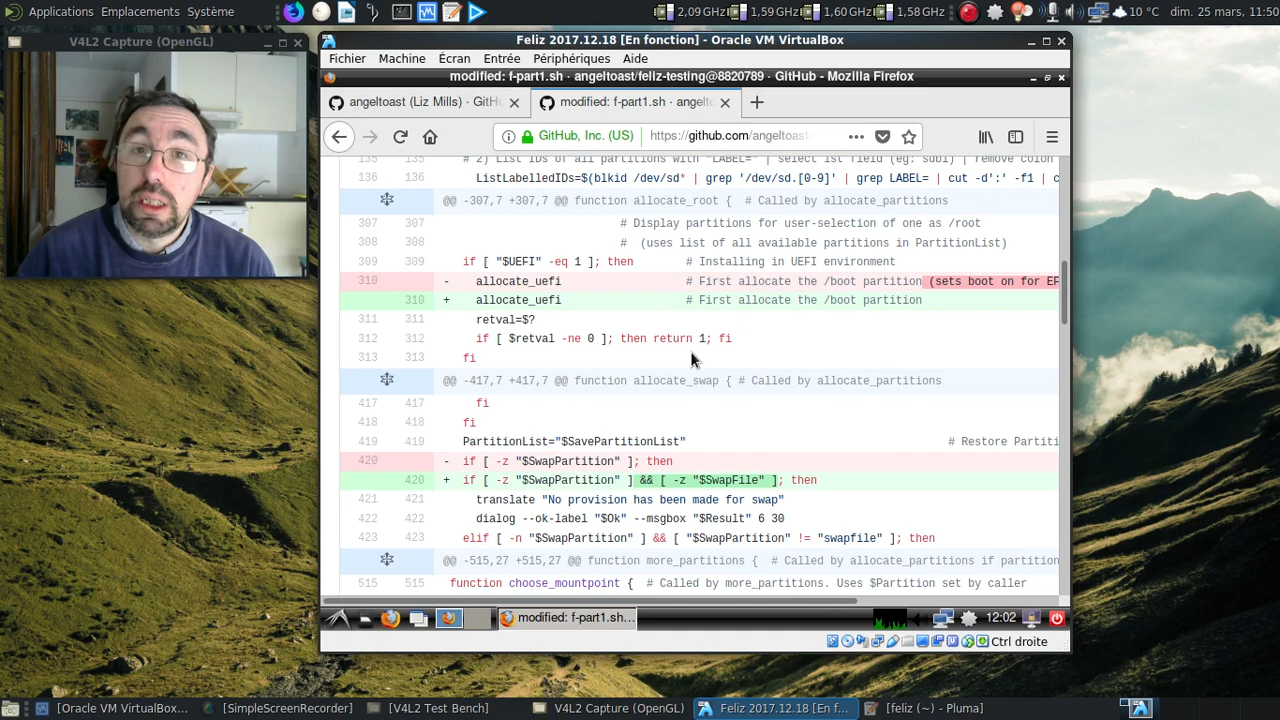 Applications Emplacements Système 2,09 GHz 1,59 GHz 1,60 GHz 1,58 GHz 10 °C dim. 25 mars, 11:50
V4L2 Capture (OpenGL)
Feliz 2017.12.18 [En fonction] - Oracle VM VirtualBox
Fichier Machine Écran Entrée Périphériques Aide
modified: f-part1.sh · angeltoast/feliz-testing@8820789 · GitHub - Mozilla Firefox
angeltoast (Liz Mills) · GitHu modified: f-part1.sh · angelto
GitHub, Inc. (US) https://github.com/angeltoast
135 135 # 2) List IDs of all partitions with "LABEL=" | select 1st field (eg: sdb1) | remove colon
136 136 ListLabelledIDs=$(blkid /dev/sd* | grep '/dev/sd.[0-9]' | grep LABEL= | cut -d':' -f1 | c
@@ -307,7 +307,7 @@ function allocate_root { # Called by allocate_partitions
307 307 # Display partitions for user-selection of one as /root
308 308 # (uses list of all available partitions in PartitionList)
309 309 if [ "$UEFI" -eq 1 ]; then # Installing in UEFI environment
310 - allocate_uefi # First allocate the /boot partition (sets boot on for EF
310 + allocate_uefi # First allocate the /boot partition
311 311 retval=$?
312 312 if [ $retval -ne 0 ]; then return 1; fi
313 313 fi
@@ -417,7 +417,7 @@ function allocate_swap { # Called by allocate_partitions
417 417 fi
418 418 fi
419 419 PartitionList="$SavePartitionList" # Restore Partiti
420 - if [ -z "$SwapPartition" ]; then
420 + if [ -z "$SwapPartition" ] && [ -z "$SwapFile" ]; then
421 421 translate "No provision has been made for swap"
422 422 dialog --ok-label "$Ok" --msgbox "$Result" 6 30
423 423 elif [ -n "$SwapPartition" ] && [ "$SwapPartition" != "swapfile" ]; then
@@ -515,27 +515,27 @@ function more_partitions { # Called by allocate_partitions if partition
515 515 function choose_mountpoint { # Called by more_partitions. Uses $Partition set by caller
modified: f-part1.sh... 12:02
Ctrl droite
[Oracle VM VirtualBox... [SimpleScreenRecorder] [V4L2 Test Bench] V4L2 Capture (OpenGL) Feliz 2017.12.18 [En f... [feliz (~) - Pluma]